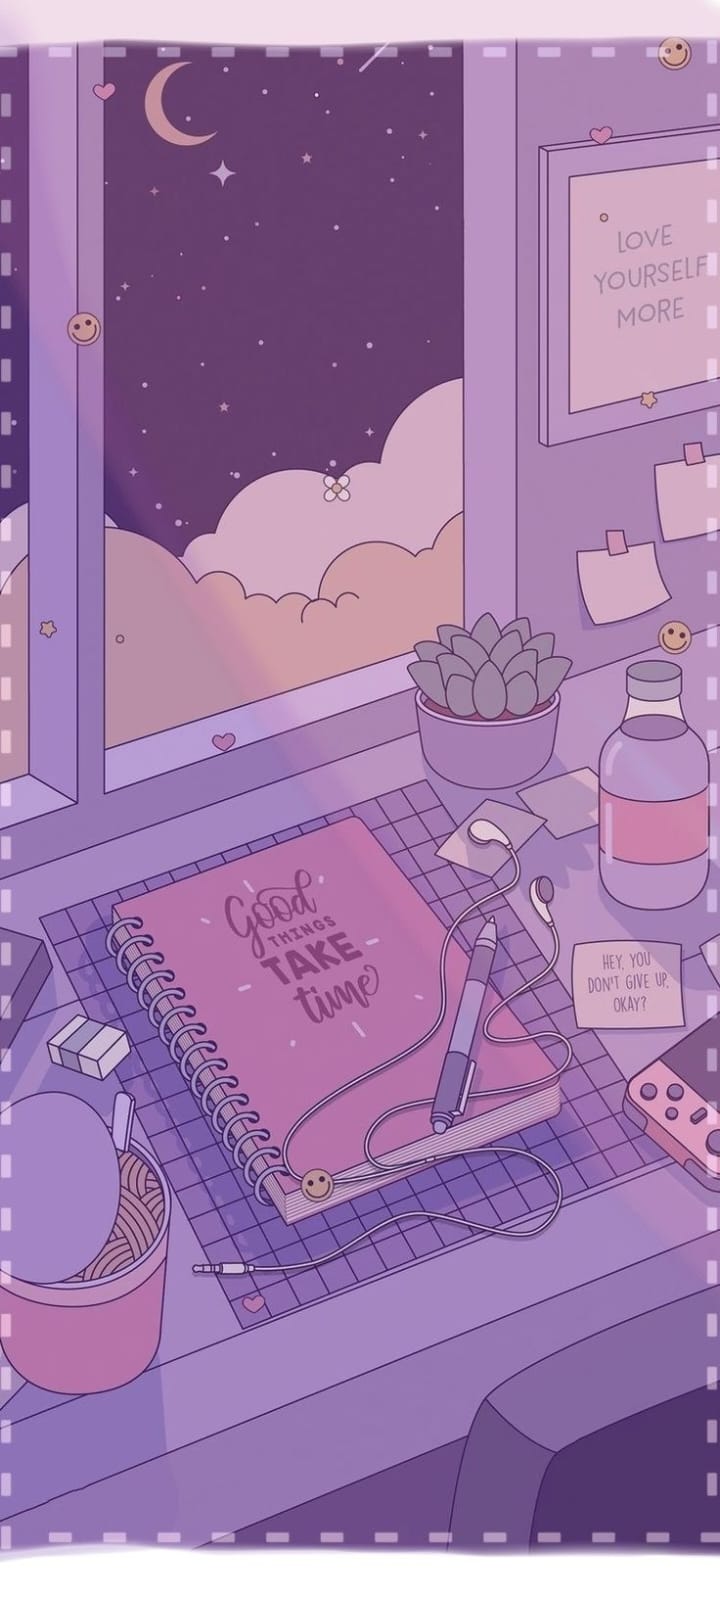 LOVE
YOURSELF
MORE
Good
THINGS
TAKE
time
HEY, YOU
DON'T GIVE UP,
OKAY?